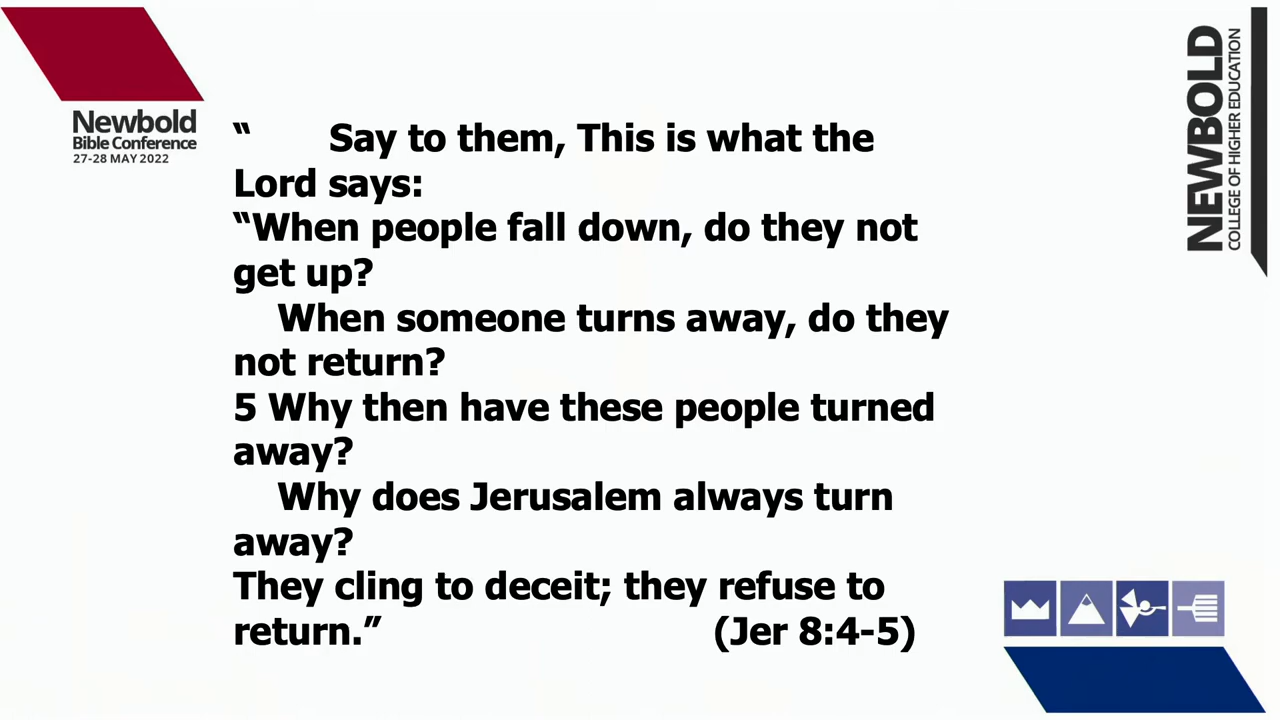 Newbold
Bible Conference
27-28 MAY 2022
NEWBOLD
COLLEGE OF HIGHER EDUCATION
“ Say to them, This is what the
Lord says:
“When people fall down, do they not
get up?
When someone turns away, do they
not return?
5 Why then have these people turned
away?
Why does Jerusalem always turn
away?
They cling to deceit; they refuse to
return.” (Jer 8:4-5)